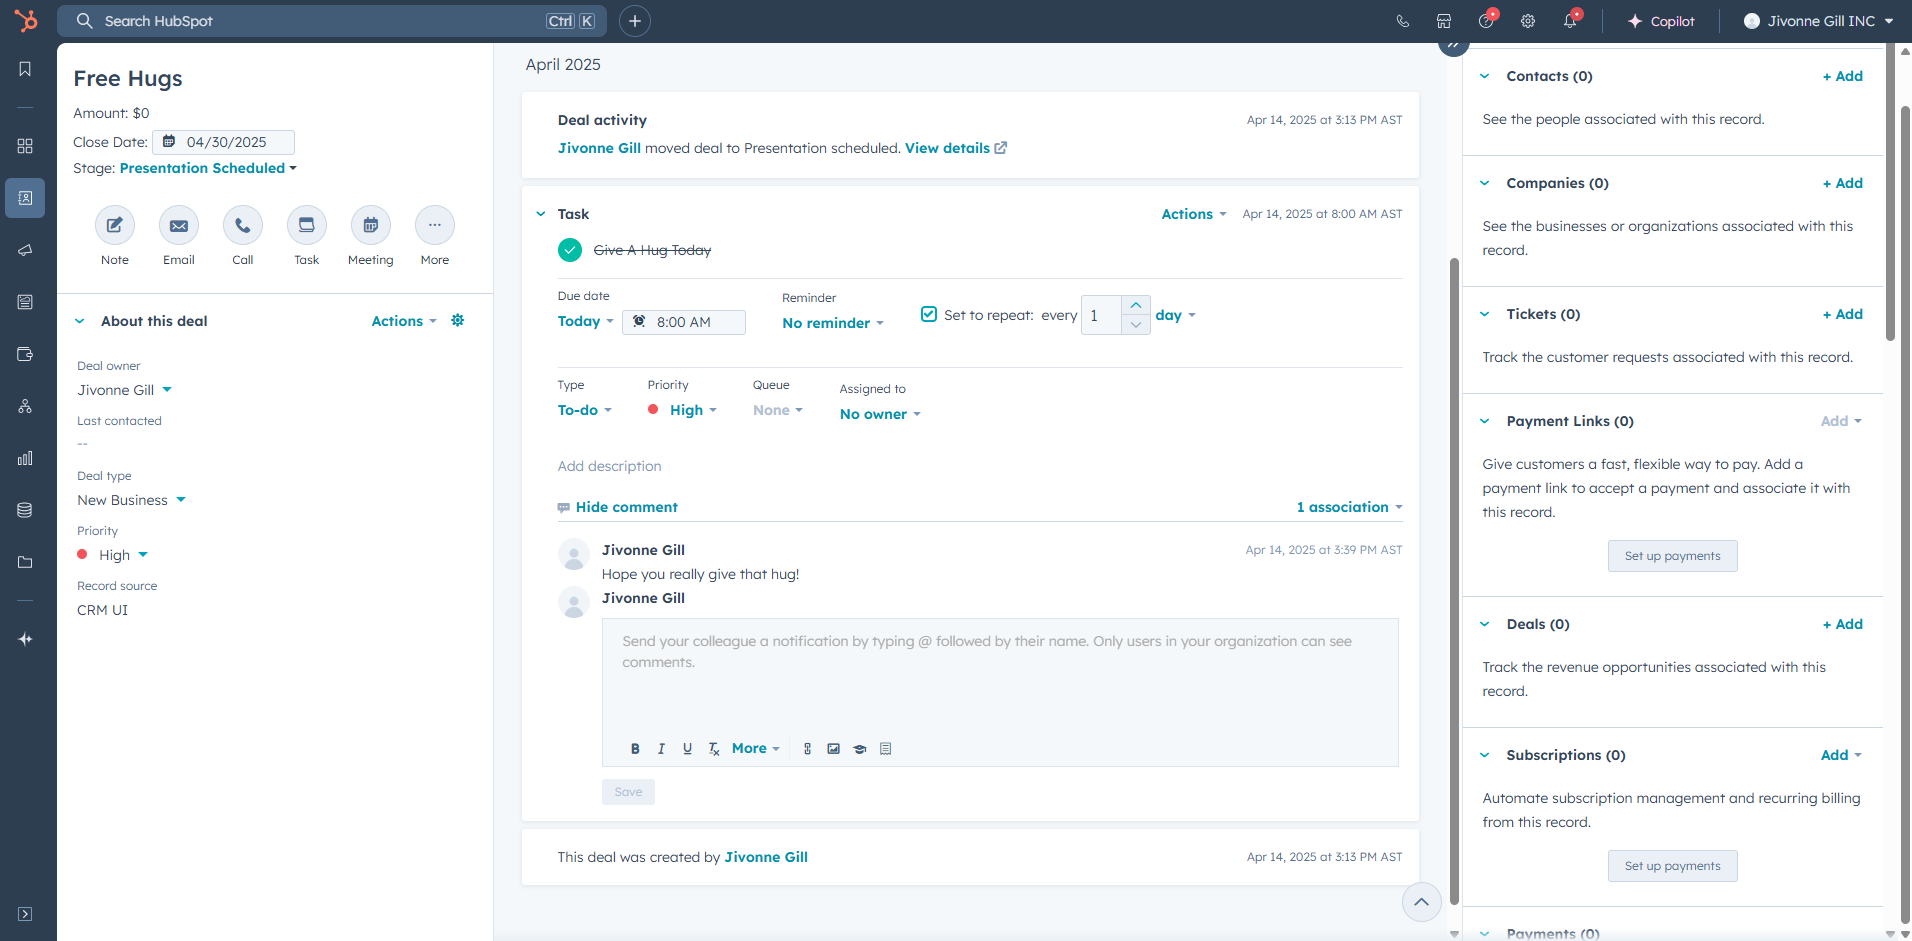 Search HubSpot
Ctrl K
Copilot
Jivonne Gill INC
Free Hugs
Amount: $0
Close Date: 04/30/2025
Stage: Presentation Scheduled
Note Email Call Task Meeting More
About this deal
Actions
Deal owner
Jivonne Gill
Last contacted
--
Deal type
New Business
Priority
High
Record source
CRM UI
April 2025
Deal activity
Apr 14, 2025 at 3:13 PM AST
Jivonne Gill moved deal to Presentation scheduled. View details
Task
Actions
Apr 14, 2025 at 8:00 AM AST
Give A Hug Today
Due date
Today
8:00 AM
Reminder
No reminder
Set to repeat: every 1 day
Type
To-do
Priority
High
Queue
None
Assigned to
No owner
Add description
Hide comment
1 association
Jivonne Gill
Apr 14, 2025 at 3:39 PM AST
Hope you really give that hug!
Jivonne Gill
Send your colleague a notification by typing @ followed by their name. Only users in your organization can see
comments.
B I U Tx More
Save
This deal was created by Jivonne Gill
Apr 14, 2025 at 3:13 PM AST
Contacts (0)
+ Add
See the people associated with this record.
Companies (0)
+ Add
See the businesses or organizations associated with this
record.
Tickets (0)
+ Add
Track the customer requests associated with this record.
Payment Links (0)
Add
Give customers a fast, flexible way to pay. Add a
payment link to accept a payment and associate it with
this record.
Set up payments
Deals (0)
+ Add
Track the revenue opportunities associated with this
record.
Subscriptions (0)
Add
Automate subscription management and recurring billing
from this record.
Set up payments
Payments (0)